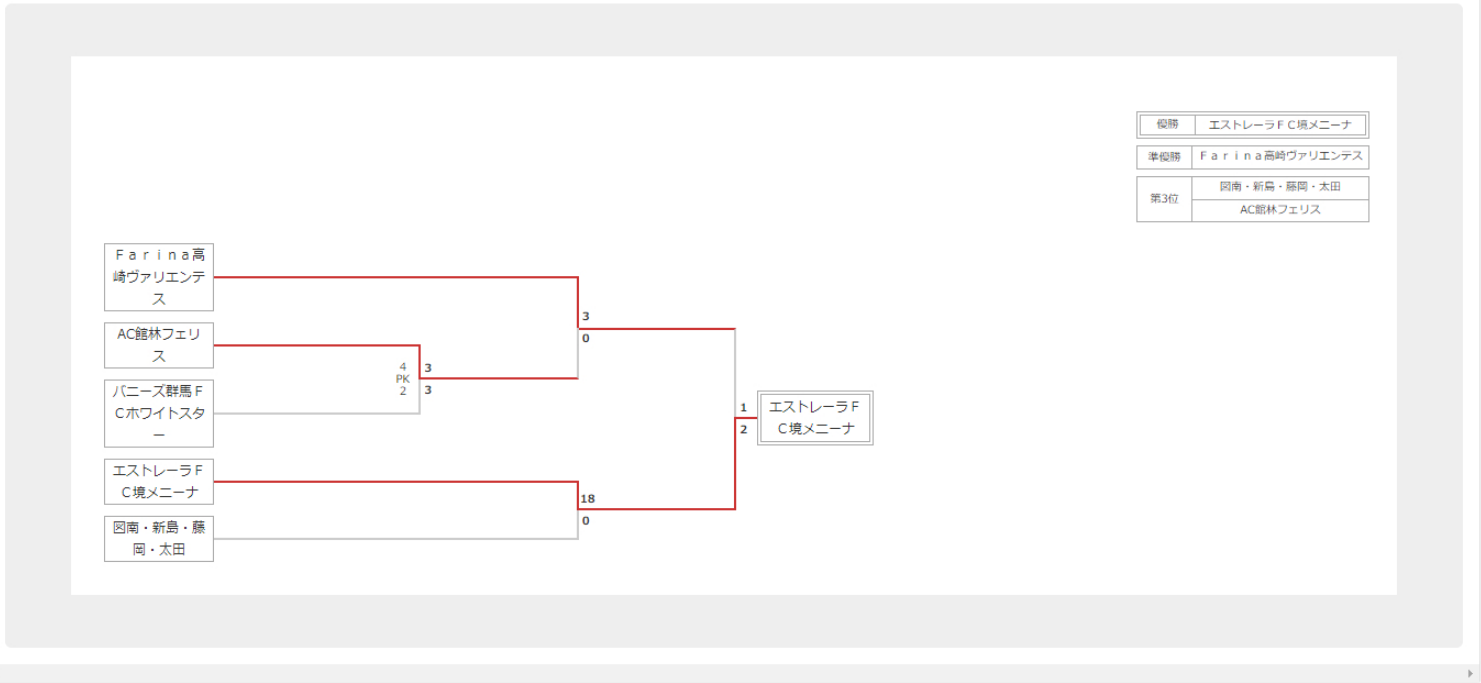 優勝 エストレーラＦＣ境メニーナ
準優勝 Ｆａｒｉｎａ高崎ヴァリエンテス
第3位 図南・新島・藤岡・太田
AC館林フェリス
Ｆａｒｉｎａ高
崎ヴァリエンテ
ス
3
0
AC館林フェリ
ス
4
PK
2
3
3
バニーズ群馬Ｆ
Ｃホワイトスタ
ー
1
2
エストレーラＦ
Ｃ境メニーナ
エストレーラＦ
Ｃ境メニーナ
18
0
図南・新島・藤
岡・太田